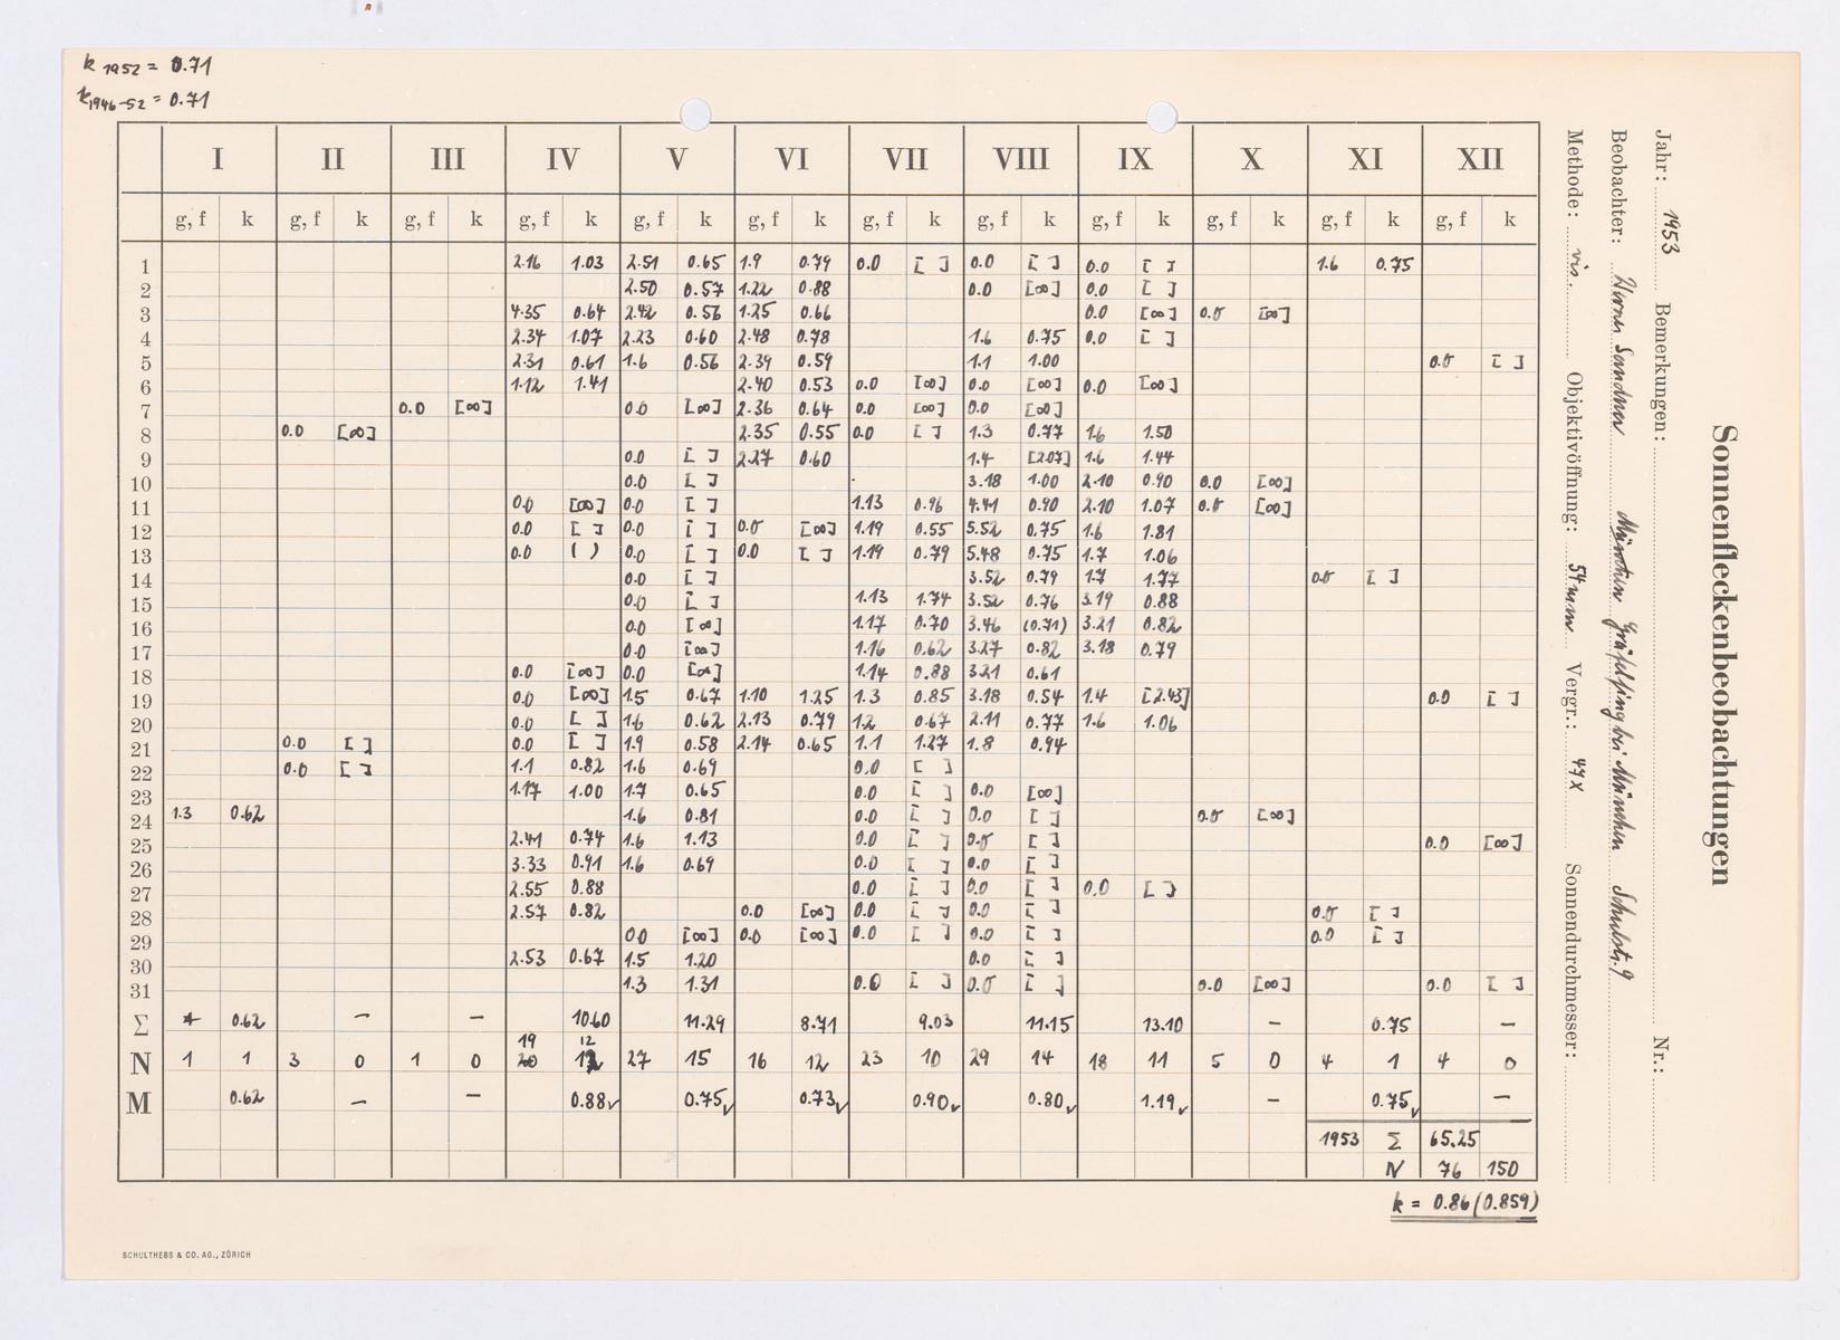 k 1952 = 0.71
k 1946-52 = 0.71
I II III IV V VI VII VIII IX X XI XII
g, f k g, f k g, f k g, f k g, f k g, f k g, f k g, f k g, f k g, f k g, f k g, f k
1 2.16 1.03 2.51 0.65 1.9 0.79 0.0 [ ] 0.0 [ ] 0.0 [ ] 1.6 0.75
2 2.50 0.57 1.22 0.88 0.0 [∞] 0.0 [ ]
3 4.35 0.64 2.42 0.56 1.25 0.66 0.0 [∞] 0.0 [∞]
4 2.34 1.07 2.23 0.60 2.48 0.78 1.6 0.75 0.0 [ ]
5 2.31 0.61 1.6 0.56 2.39 0.59 1.1 1.00 0.0 [ ]
6 1.12 1.41 2.40 0.53 0.0 [∞] 0.0 [∞] 0.0 [∞]
7 0.0 [∞] 0.0 [∞] 2.36 0.64 0.0 [∞] 0.0 [∞]
8 0.0 [∞] 2.35 0.55 0.0 [ ] 1.3 0.77 1.6 1.50
9 0.0 [ ] 2.27 0.60 1.4 [2.07] 1.6 1.44
10 0.0 [ ] 3.18 1.00 2.10 0.90 0.0 [∞]
11 0.0 [∞] 0.0 [ ] 1.13 0.96 4.41 0.90 2.10 1.07 0.0 [∞]
12 0.0 [ ] 0.0 [ ] 0.0 [∞] 1.19 0.55 5.52 0.75 1.6 1.81
13 0.0 ( ) 0.0 [ ] 0.0 [ ] 1.19 0.79 5.48 0.75 1.7 1.06
14 0.0 [ ] 3.52 0.79 1.7 1.77 0.0 [ ]
15 0.0 [ ] 1.13 1.74 3.52 0.76 3.19 0.88
16 0.0 [∞] 1.17 0.70 3.46 (0.71) 3.21 0.82
17 0.0 [∞] 1.16 0.62 3.27 0.82 3.18 0.79
18 0.0 [∞] 0.0 [∞] 1.14 0.88 3.21 0.61
19 0.0 [∞] 1.5 0.67 1.10 1.25 1.3 0.85 3.18 0.54 1.4 [2.43] 0.0 [ ]
20 0.0 [ ] 1.6 0.62 2.13 0.79 1.2 0.67 2.11 0.77 1.6 1.06
21 0.0 [ ] 0.0 [ ] 1.9 0.58 2.14 0.65 1.1 1.27 1.8 0.94
22 0.0 [ ] 1.1 0.82 1.6 0.69 0.0 [ ]
23 1.17 1.00 1.7 0.65 0.0 [ ] 0.0 [∞]
24 1.3 0.62 1.6 0.81 0.0 [ ] 0.0 [ ] 0.0 [∞]
25 2.41 0.74 1.6 1.13 0.0 [ ] 0.0 [ ] 0.0 [∞]
26 3.33 0.91 1.6 0.69 0.0 [ ] 0.0 [ ]
27 2.55 0.88 0.0 [ ] 0.0 [ ] 0.0 [ ]
28 2.57 0.82 0.0 [∞] 0.0 [ ] 0.0 [ ] 0.0 [ ]
29 0.0 [∞] 0.0 [∞] 0.0 [ ] 0.0 [ ] 0.0 [ ]
30 2.53 0.67 1.5 1.20 0.0 [ ]
31 1.3 1.31 0.0 [ ] 0.0 [ ] 0.0 [∞] 0.0 [ ]
Σ 0.62 — — 10.60 11.29 8.71 9.03 11.15 13.10 — 0.75 —
19 12
N 1 1 3 0 1 0 20 27 15 16 12 23 10 29 14 18 11 5 0 4 1 4 0
M 0.62 — — 0.88✓ 0.75✓ 0.73✓ 0.90✓ 0.80✓ 1.19✓ — 0.75✓ —
1953 Σ 65.25
N 76 150
k = 0.86 (0.859)
SCHULTHESS & CO. AG., ZÜRICH
Sonnenfleckenbeobachtungen
Jahr: 1953 Bemerkungen: Nr.:
Beobachter: Werner Sandner München Gräfelfing bei München Schulstr. 9
Methode: vis. Objektivöffnung: 54mm Vergr.: 47x Sonnendurchmesser: